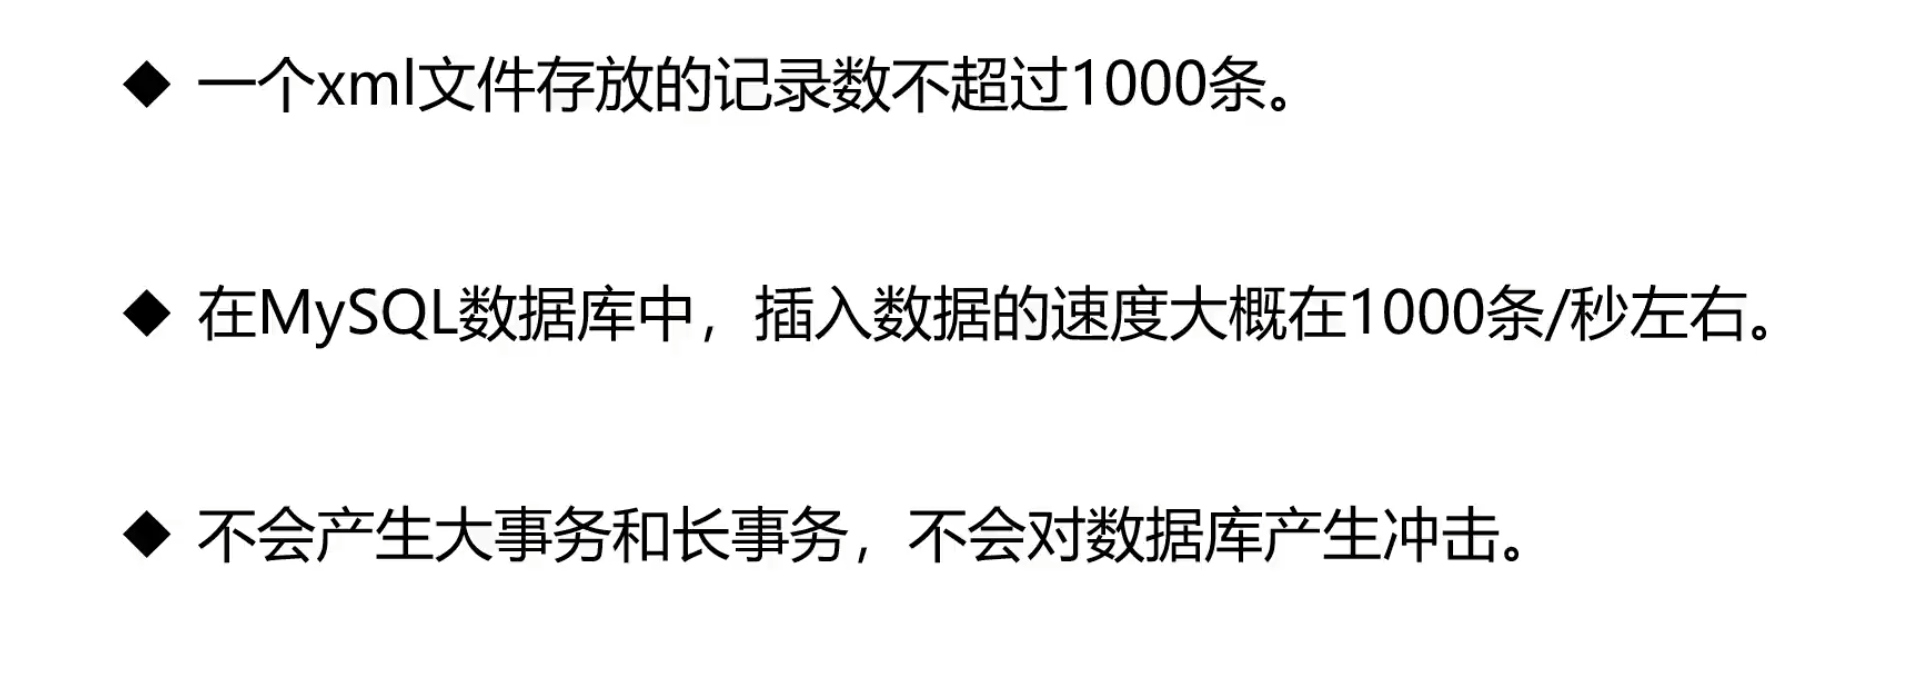 ◆ 一个xml文件存放的记录数不超过1000条。
◆ 在MySQL数据库中，插入数据的速度大概在1000条/秒左右。
◆ 不会产生大事务和长事务，不会对数据库产生冲击。